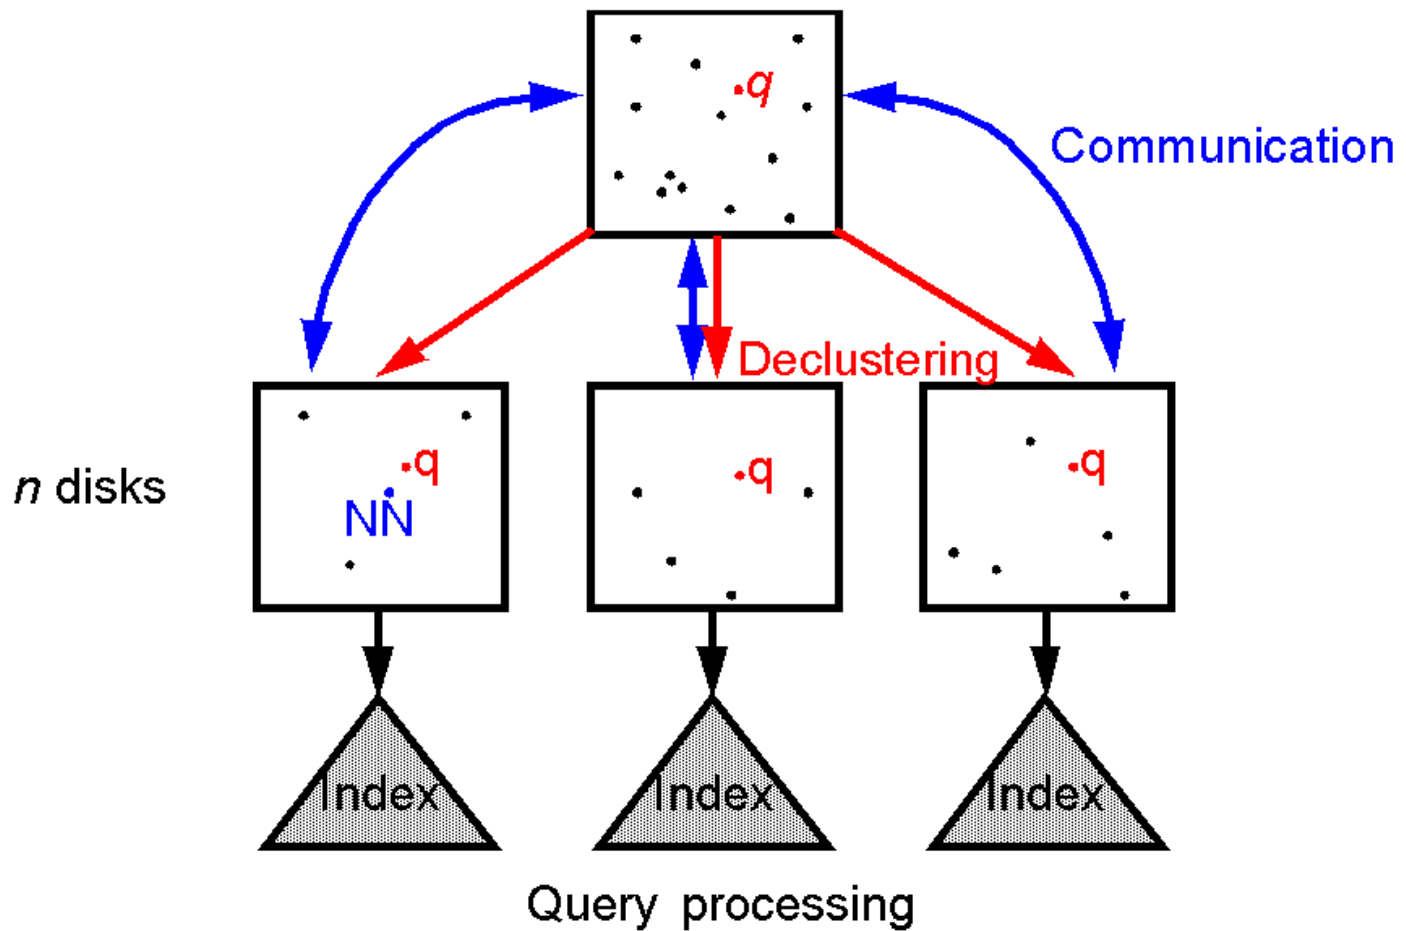 q
Communication
Declustering
n disks
q
NN
q
q
Index
Index
Index
Query processing